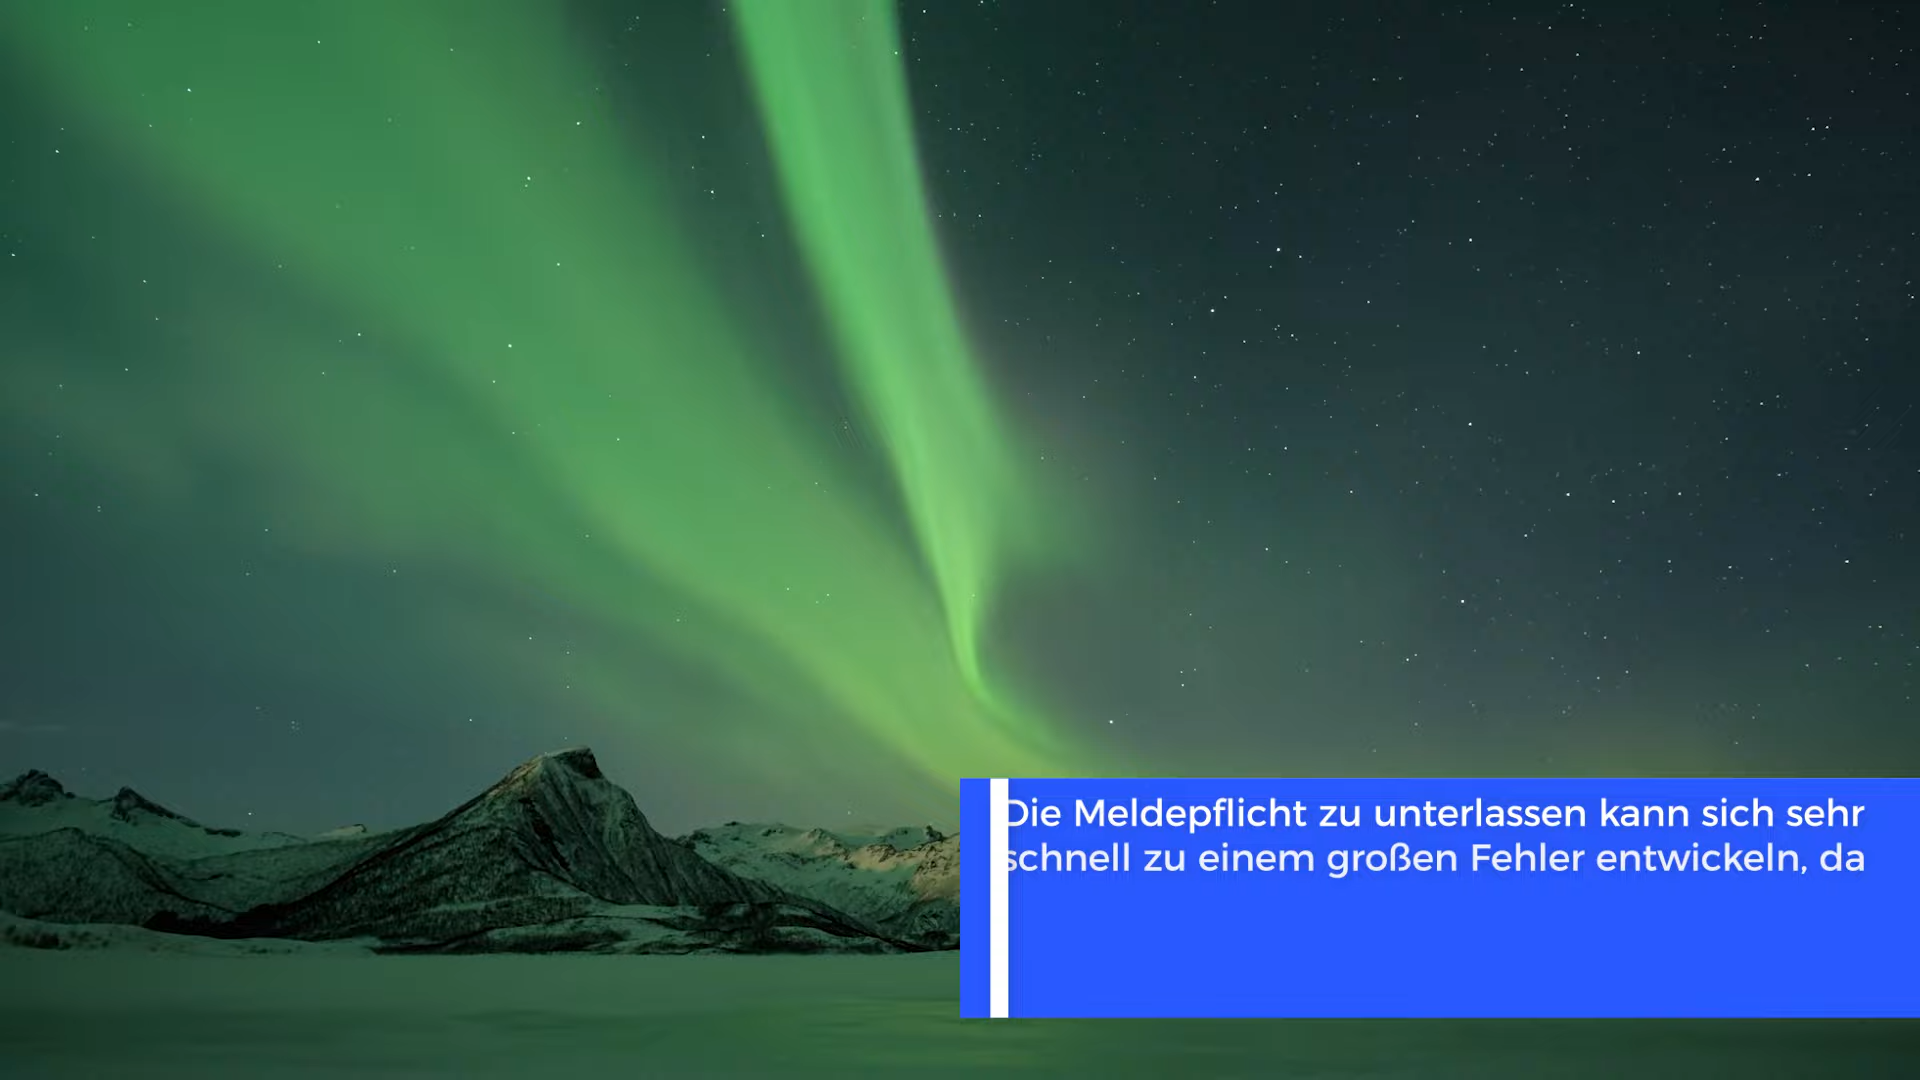 Die Meldepflicht zu unterlassen kann sich sehr
schnell zu einem großen Fehler entwickeln, da